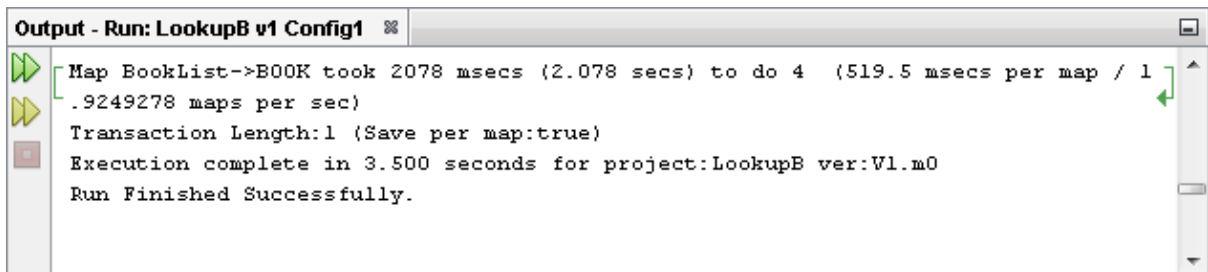 Output - Run: LookupB v1 Config1
Map BookList->BOOK took 2078 msecs (2.078 secs) to do 4  (519.5 msecs per map / 1
.9249278 maps per sec)
Transaction Length:1 (Save per map:true)
Execution complete in 3.500 seconds for project:LookupB ver:V1.m0
Run Finished Successfully.